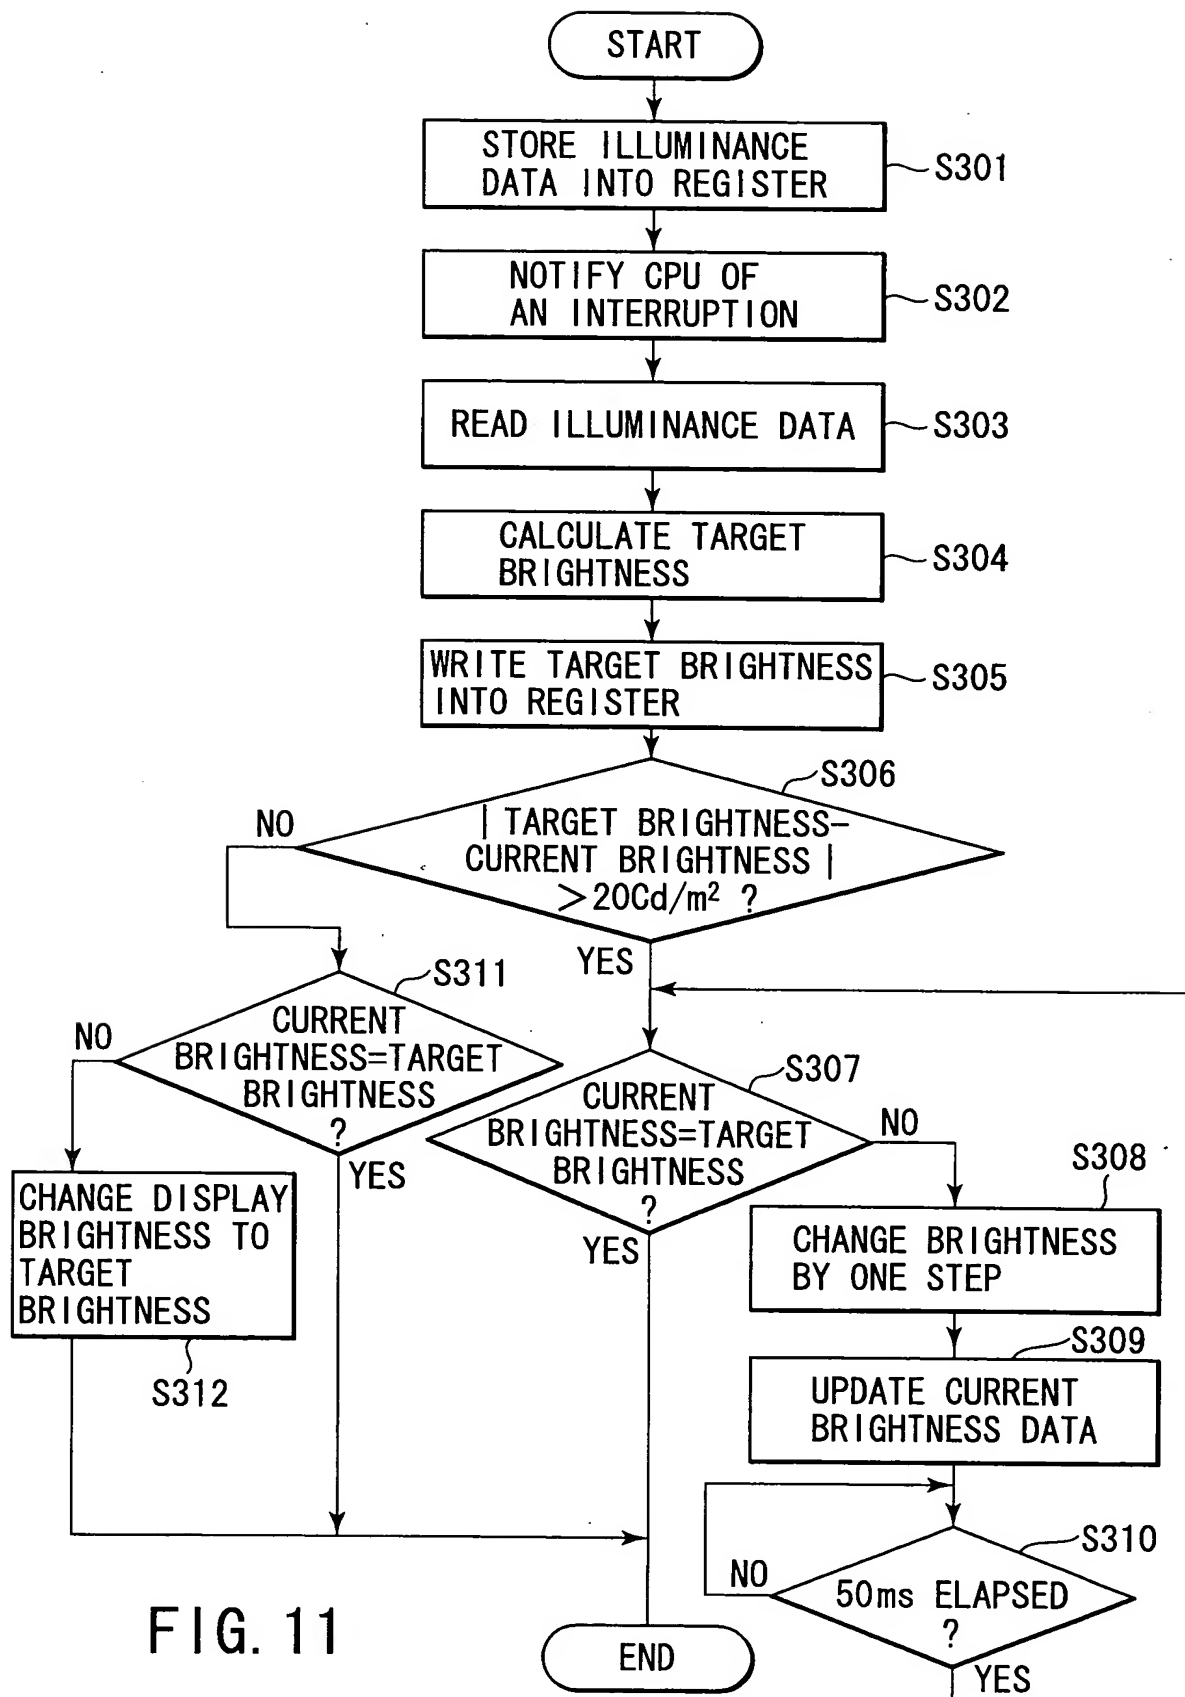 START
STORE ILLUMINANCE
DATA INTO REGISTER
S301
NOTIFY CPU OF
AN INTERRUPTION
S302
READ ILLUMINANCE DATA
S303
CALCULATE TARGET
BRIGHTNESS
S304
WRITE TARGET BRIGHTNESS
INTO REGISTER
S305
S306
NO
| TARGET BRIGHTNESS-
CURRENT BRIGHTNESS |
>20Cd/m² ?
YES
S311
NO
CURRENT
BRIGHTNESS=TARGET
BRIGHTNESS
?
YES
S307
CURRENT
BRIGHTNESS=TARGET
BRIGHTNESS
?
NO
YES
S308
CHANGE BRIGHTNESS
BY ONE STEP
CHANGE DISPLAY
BRIGHTNESS TO
TARGET
BRIGHTNESS
S312
S309
UPDATE CURRENT
BRIGHTNESS DATA
S310
NO
50ms ELAPSED
?
YES
END
FIG. 11